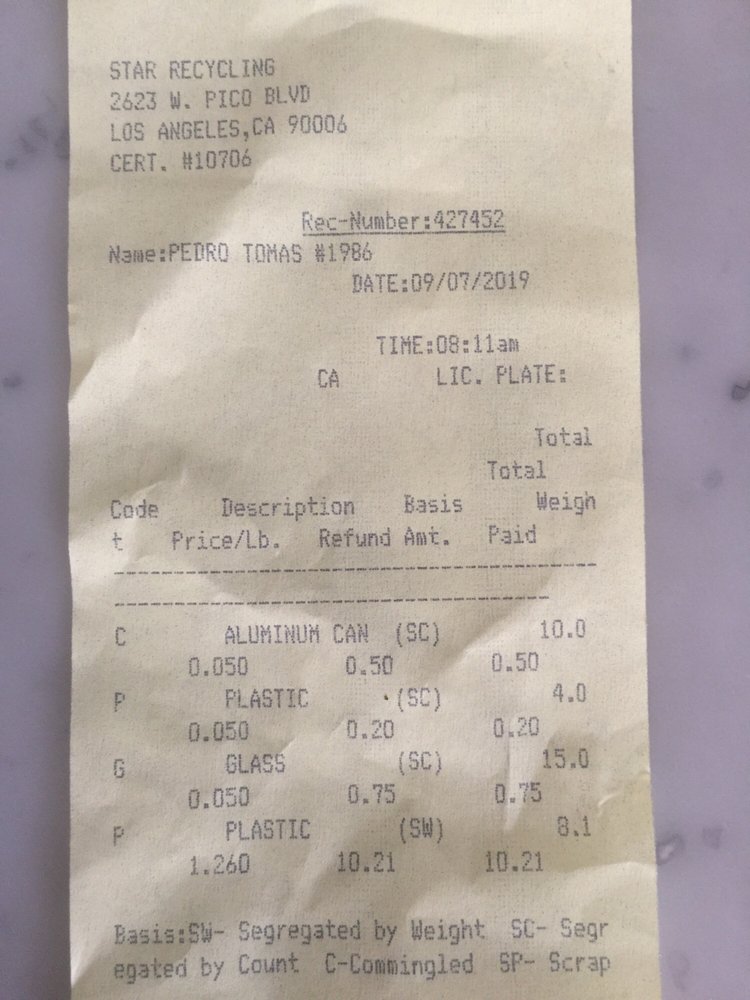 STAR RECYCLING
2623 W. PICO BLVD
LOS ANGELES,CA 90006
CERT. #10706
Rec-Number:427452
Name:PEDRO TOMAS #1986
DATE:09/07/2019
TIME:08:11am
CA LIC. PLATE:
Total
Total
Code Description Basis Weigh
t Price/Lb. Refund Amt. Paid
-----------------------------------------
-------------------------------------
C ALUMINUM CAN (SC) 10.0
0.050 0.50 0.50
P PLASTIC (SC) 4.0
0.050 0.20 0.20
G GLASS (SC) 15.0
0.050 0.75 0.75
P PLASTIC (SW) 8.1
1.260 10.21 10.21
Basis:SW- Segregated by Weight SC- Segr
egated by Count C-Commingled SP- Scrap